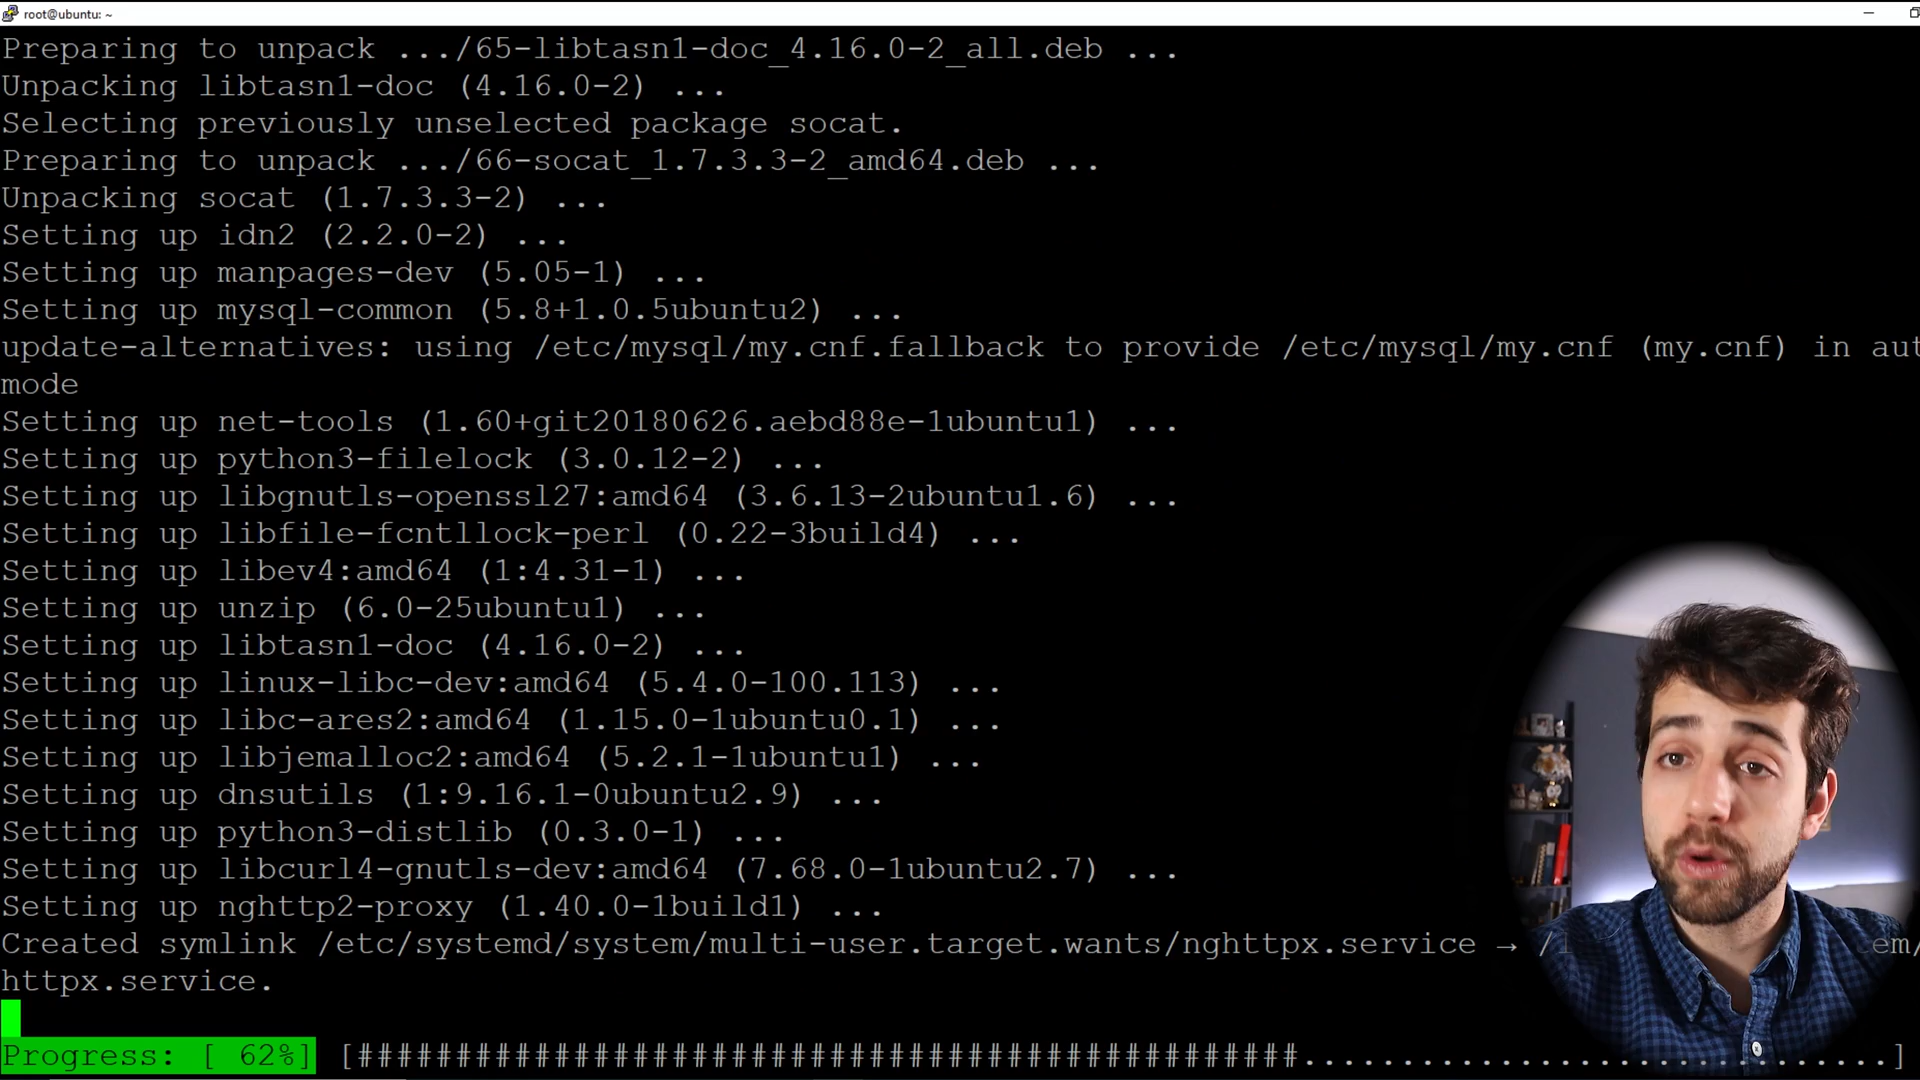 root@ubuntu: ~
Preparing to unpack .../65-libtasn1-doc_4.16.0-2_all.deb ...
Unpacking libtasn1-doc (4.16.0-2) ...
Selecting previously unselected package socat.
Preparing to unpack .../66-socat_1.7.3.3-2_amd64.deb ...
Unpacking socat (1.7.3.3-2) ...
Setting up idn2 (2.2.0-2) ...
Setting up manpages-dev (5.05-1) ...
Setting up mysql-common (5.8+1.0.5ubuntu2) ...
update-alternatives: using /etc/mysql/my.cnf.fallback to provide /etc/mysql/my.cnf (my.cnf) in aut
mode
Setting up net-tools (1.60+git20180626.aebd88e-1ubuntu1) ...
Setting up python3-filelock (3.0.12-2) ...
Setting up libgnutls-openssl27:amd64 (3.6.13-2ubuntu1.6) ...
Setting up libfile-fcntllock-perl (0.22-3build4) ...
Setting up libev4:amd64 (1:4.31-1) ...
Setting up unzip (6.0-25ubuntu1) ...
Setting up libtasn1-doc (4.16.0-2) ...
Setting up linux-libc-dev:amd64 (5.4.0-100.113) ...
Setting up libc-ares2:amd64 (1.15.0-1ubuntu0.1) ...
Setting up libjemalloc2:amd64 (5.2.1-1ubuntu1) ...
Setting up dnsutils (1:9.16.1-0ubuntu2.9) ...
Setting up python3-distlib (0.3.0-1) ...
Setting up libcurl4-gnutls-dev:amd64 (7.68.0-1ubuntu2.7) ...
Setting up nghttp2-proxy (1.40.0-1build1) ...
Created symlink /etc/systemd/system/multi-user.target.wants/nghttpx.service → /l em/
httpx.service.
Progress: [ 62%] [################################################..............................]